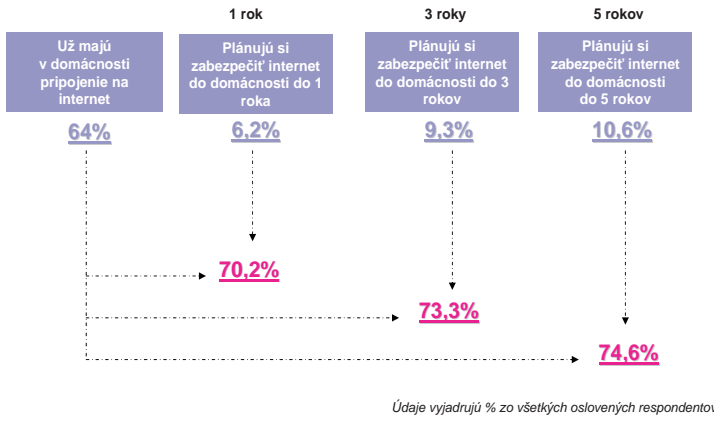 1 rok
3 roky
5 rokov
Už majú
v domácnosti
pripojenie na
internet
Plánujú si
zabezpečiť internet
do domácnosti do 1
roka
Plánujú si
zabezpečiť internet
do domácnosti do 3
rokov
Plánujú si
zabezpečiť internet
do domácnosti
do 5 rokov
64%
6,2%
9,3%
10,6%
70,2%
73,3%
74,6%
Údaje vyjadrujú % zo všetkých oslovených respondentov